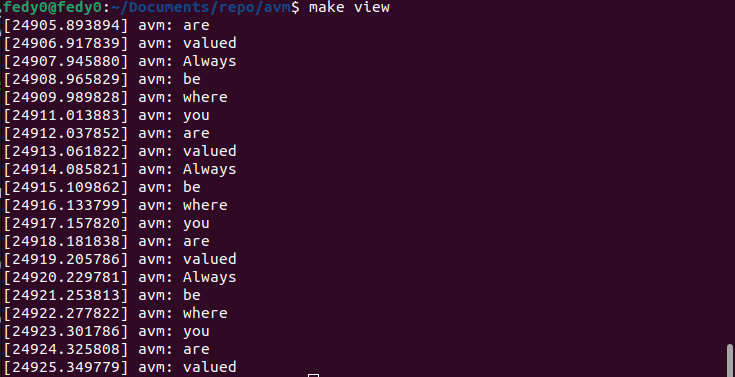 fedy0@fedy0:~/Documents/repo/avm$ make view
[24905.893894] avm: are
[24906.917839] avm: valued
[24907.945880] avm: Always
[24908.965829] avm: be
[24909.989828] avm: where
[24911.013883] avm: you
[24912.037852] avm: are
[24913.061822] avm: valued
[24914.085821] avm: Always
[24915.109862] avm: be
[24916.133799] avm: where
[24917.157820] avm: you
[24918.181838] avm: are
[24919.205786] avm: valued
[24920.229781] avm: Always
[24921.253813] avm: be
[24922.277822] avm: where
[24923.301786] avm: you
[24924.325808] avm: are
[24925.349779] avm: valued